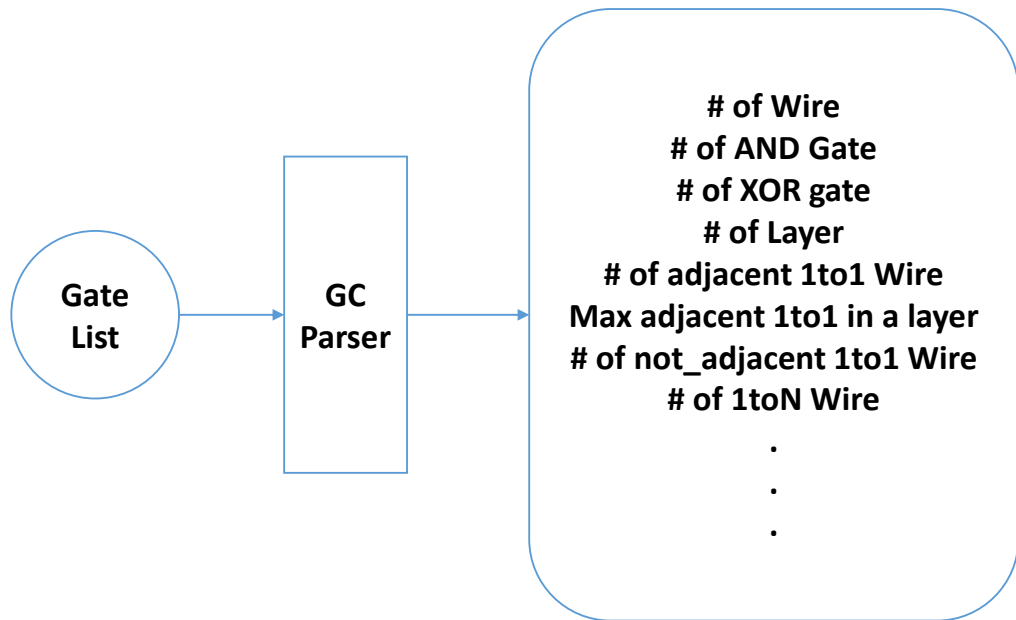 Gate
List
GC
Parser
# of Wire
# of AND Gate
# of XOR gate
# of Layer
# of adjacent 1to1 Wire
Max adjacent 1to1 in a layer
# of not_adjacent 1to1 Wire
# of 1toN Wire
.
.
.